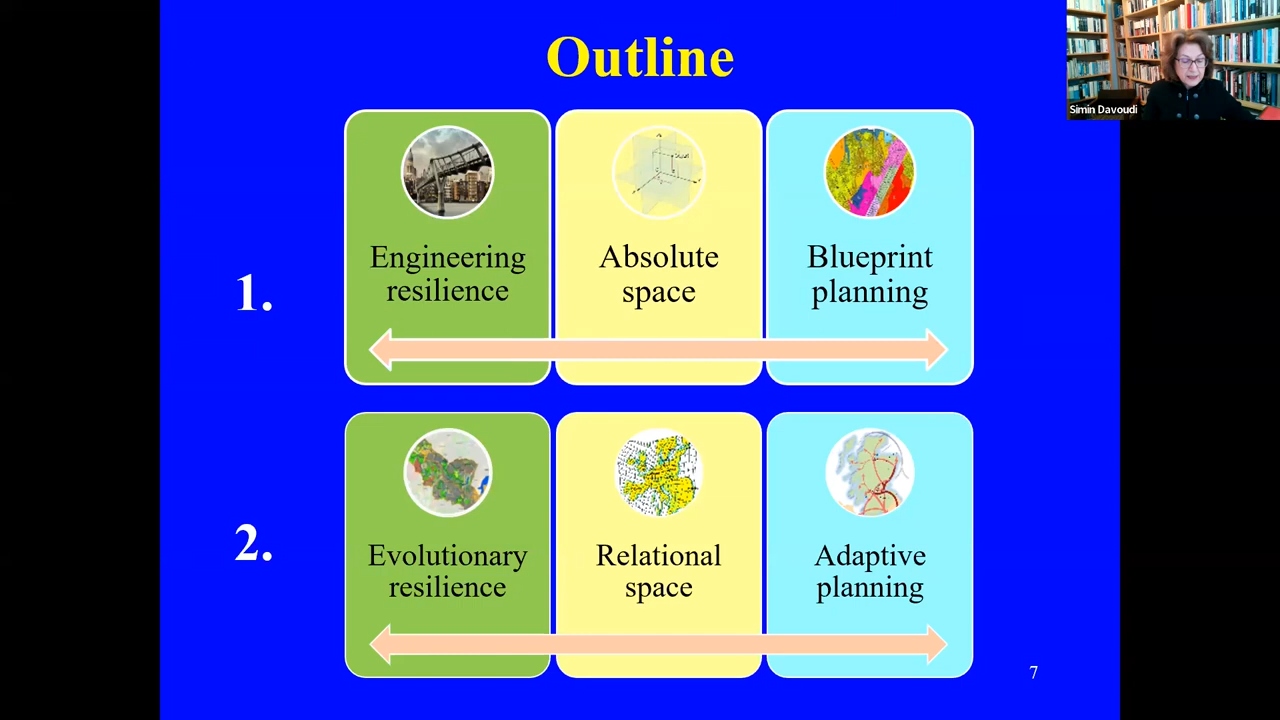 Outline
Simin Davoudi
1.
Engineering
resilience
Absolute
space
Blueprint
planning
2.
Evolutionary
resilience
Relational
space
Adaptive
planning
7